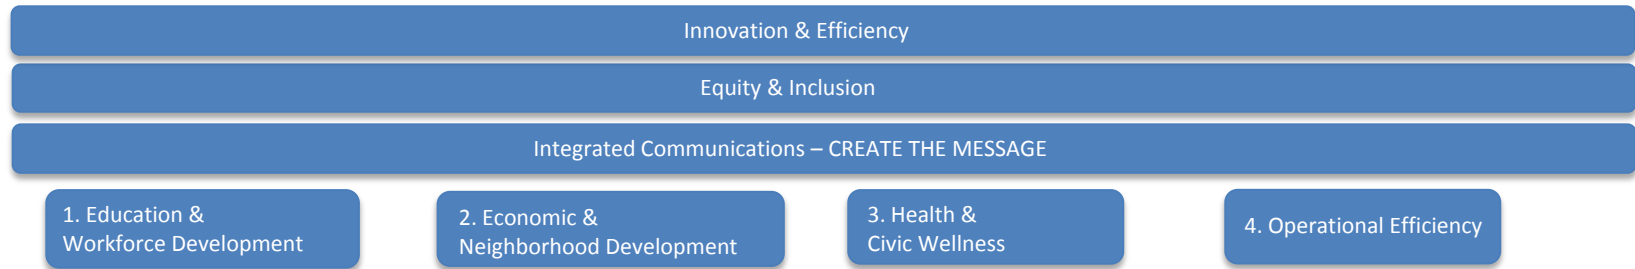 Innovation & Efficiency
Equity & Inclusion
Integrated Communications – CREATE THE MESSAGE
1. Education &
Workforce Development
2. Economic &
Neighborhood Development
3. Health &
Civic Wellness
4. Operational Efficiency